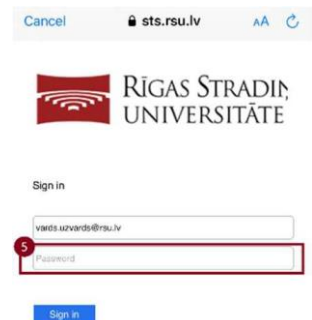 Cancel sts.rsu.lv AA
RĪGAS STRADIŅ
UNIVERSITĀTE
Sign in
vards.uzvards@rsu.lv
5
Password
Sign in